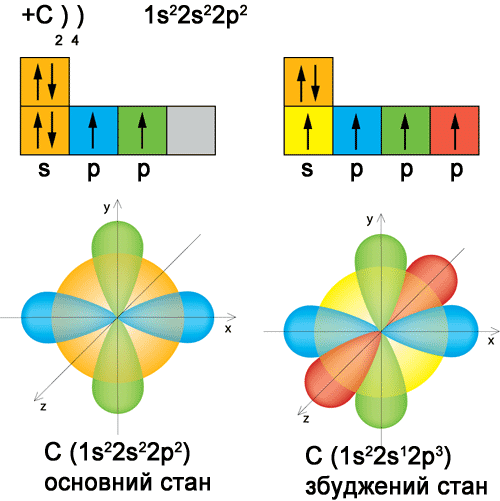 +C ) ) 1s²2s²2p²
2 4
s p p
s p p p
y
x
z
y
x
z
C (1s²2s²2p²)
основний стан
C (1s²2s¹2p³)
збуджений стан